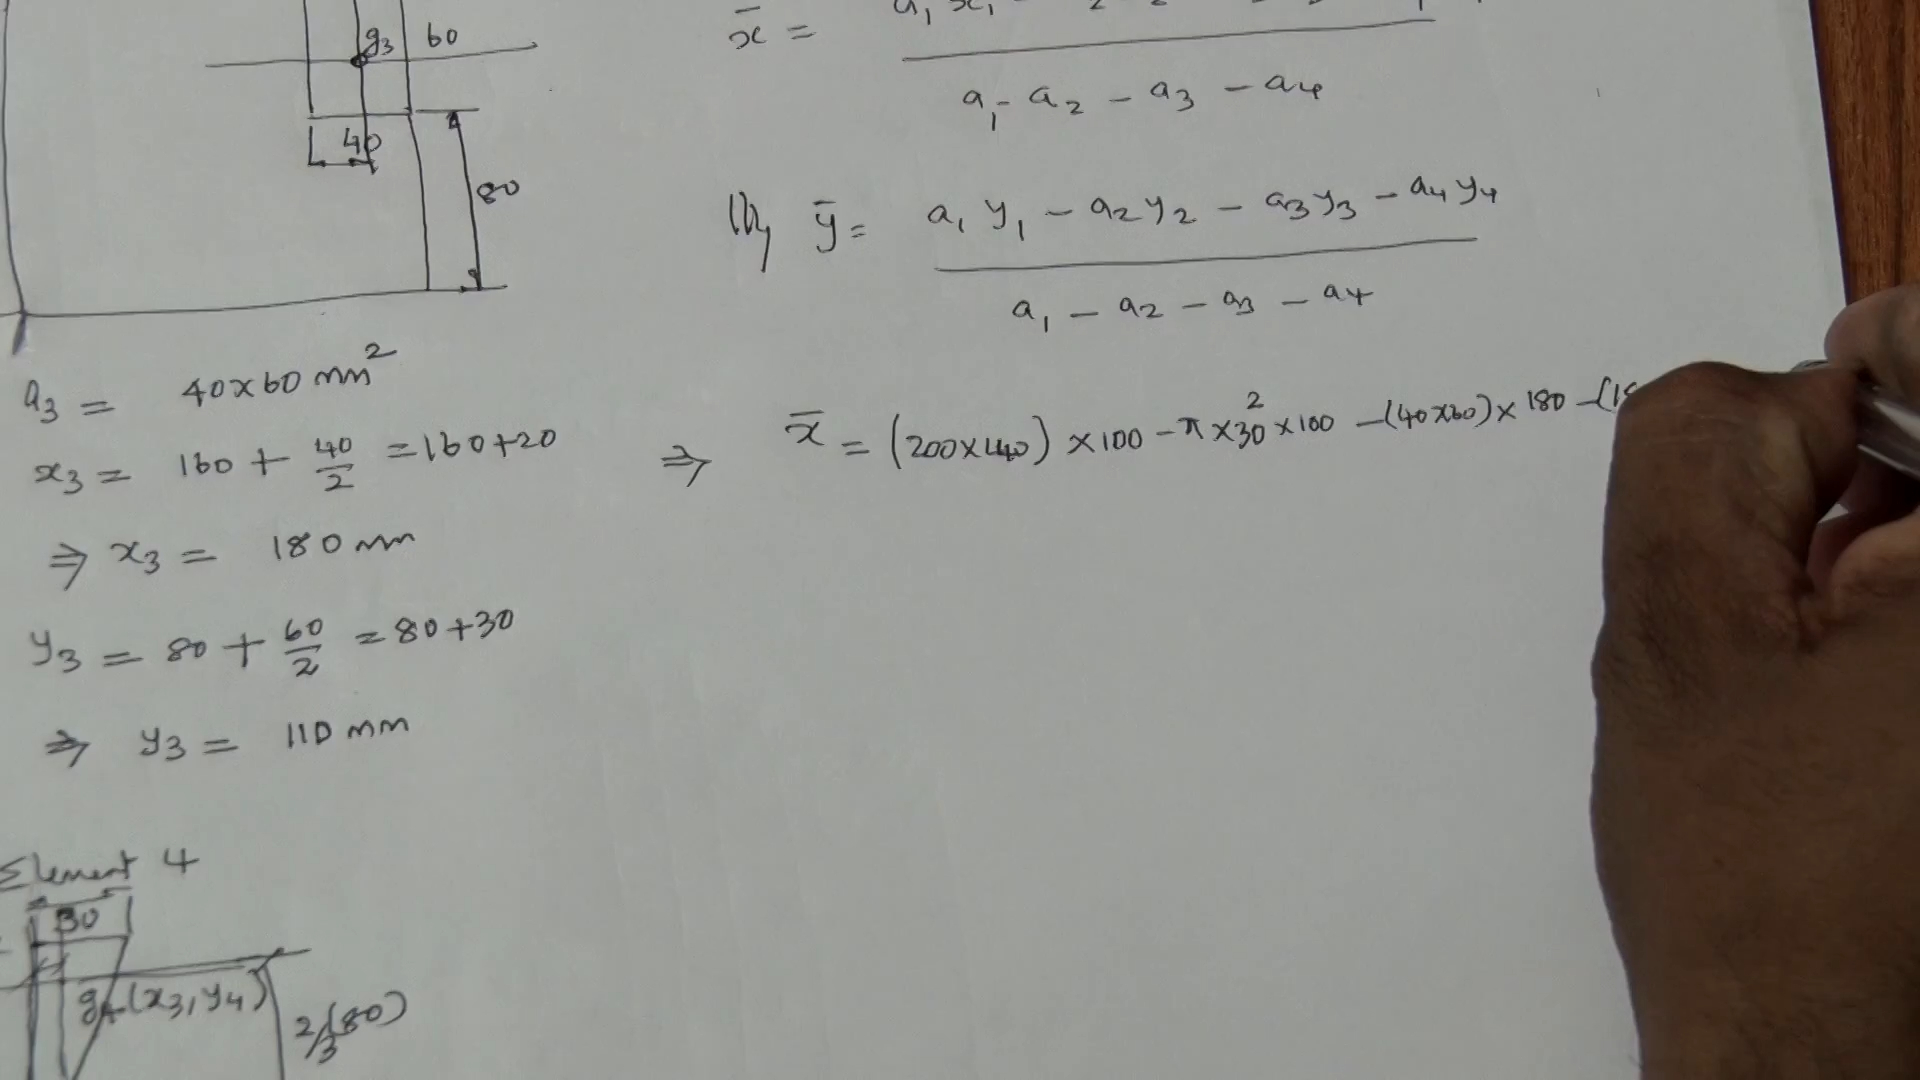 g3 60
40
80
a3 = 40x60 mm²
x3 = 160 + 40/2 = 160+20
⇒ x3 = 180 mm
y3 = 80 + 60/2 = 80+30
⇒ y3 = 110 mm
Element 4
30
g4(x3,y4)
2/3(80)
x̄ =
a1 - a2 - a3 - a4
llly ȳ = a1 y1 - a2 y2 - a3 y3 - a4 y4
a1 - a2 - a3 - a4
⇒ x̄ = (200x140) x100 - π x 30² x100 - (40x60) x 180 - (